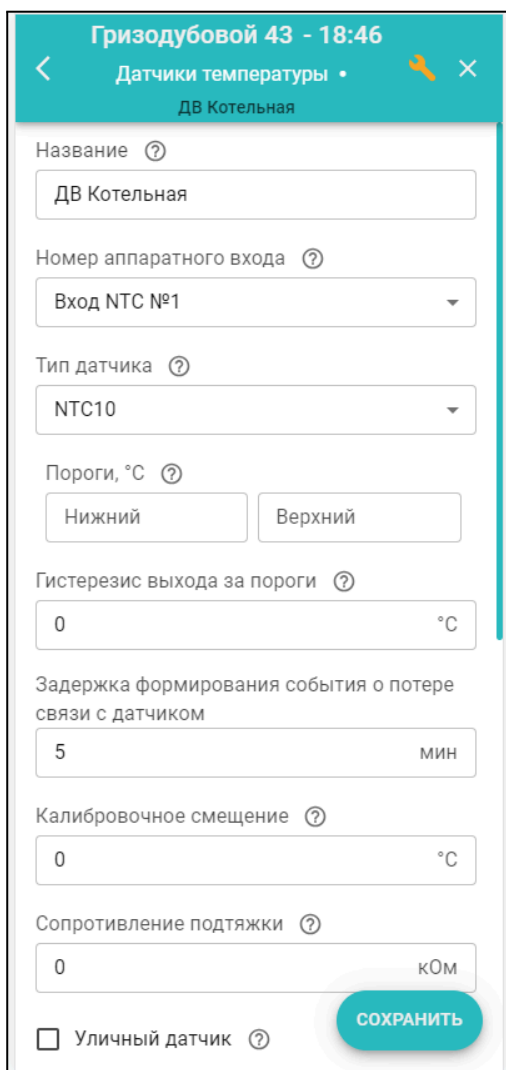 Гризодубовой 43 - 18:46
Датчики температуры •
ДВ Котельная
Название
ДВ Котельная
Номер аппаратного входа
Вход NTC №1
Тип датчика
NTC10
Пороги, °C
Нижний Верхний
Гистерезис выхода за пороги
0 °C
Задержка формирования события о потере
связи с датчиком
5 мин
Калибровочное смещение
0 °C
Сопротивление подтяжки
0 кОм
СОХРАНИТЬ
Уличный датчик